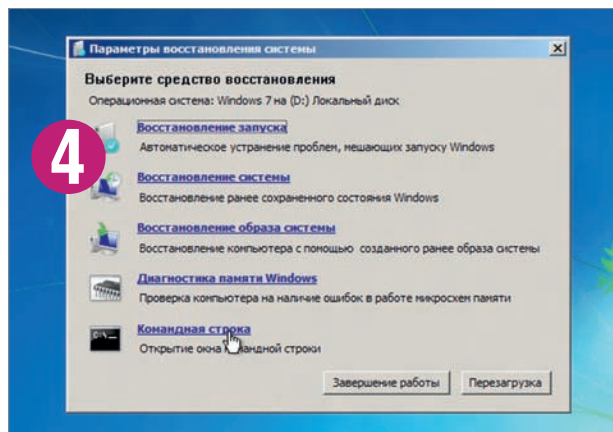 Параметры восстановления системы
Выберите средство восстановления
Операционная система: Windows 7 на (D:) Локальный диск
4
Восстановление запуска
Автоматическое устранение проблем, мешающих запуску Windows
Восстановление системы
Восстановление ранее сохраненного состояния Windows
Восстановление образа системы
Восстановление компьютера с помощью созданного ранее образа системы
Диагностика памяти Windows
Проверка компьютера на наличие ошибок в работе микросхем памяти
Командная строка
Открытие окна командной строки
Завершение работы
Перезагрузка